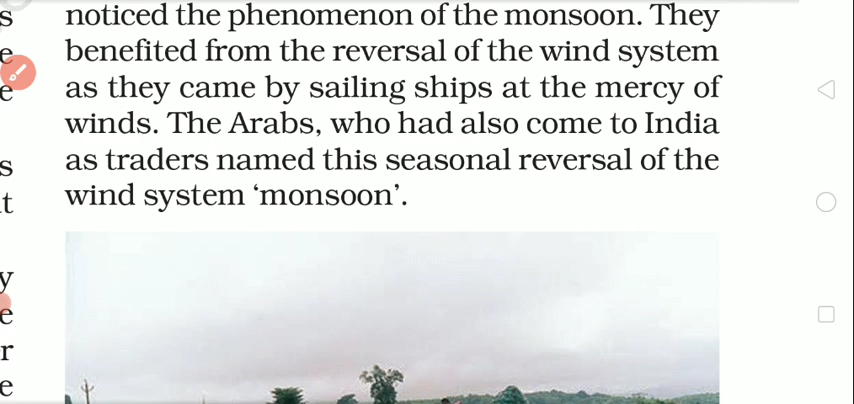 noticed the phenomenon of the monsoon. They
benefited from the reversal of the wind system
as they came by sailing ships at the mercy of
winds. The Arabs, who had also come to India
as traders named this seasonal reversal of the
wind system ‘monsoon’.
s
e
e
s
t
y
e
r
e